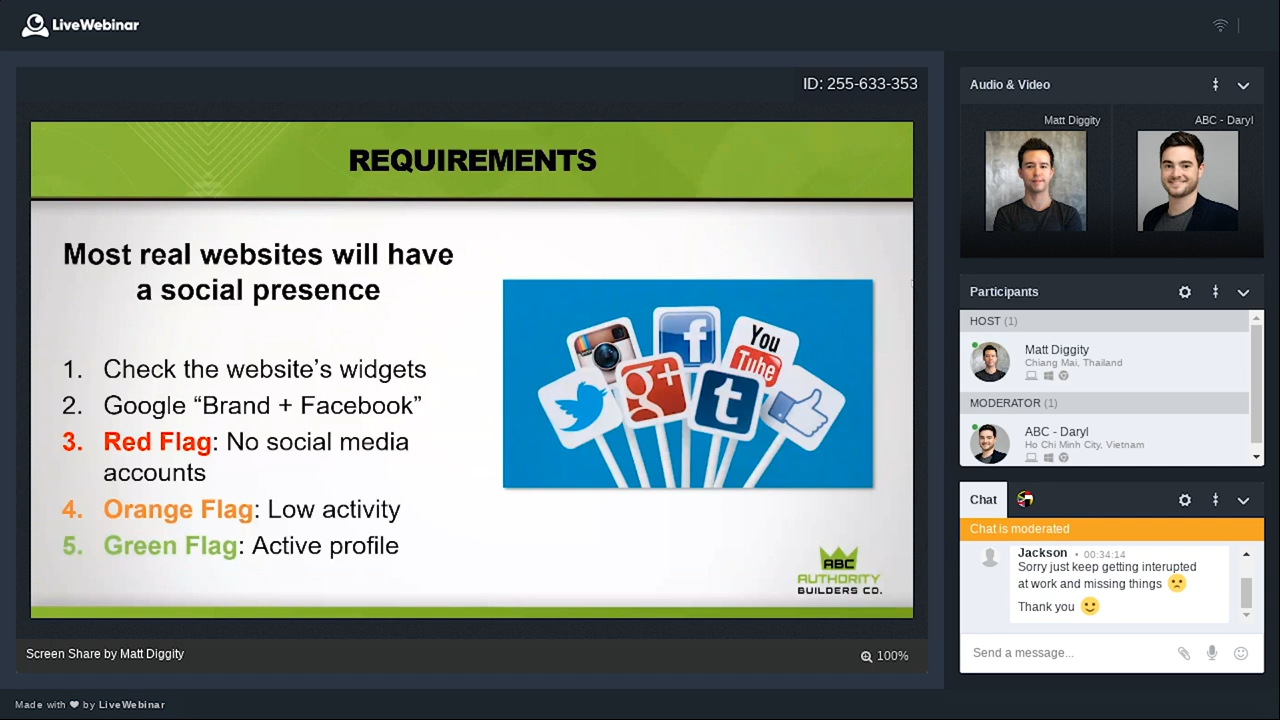 LiveWebinar
ID: 255-633-353
REQUIREMENTS
Most real websites will have
a social presence
1. Check the website’s widgets
2. Google “Brand + Facebook”
3. Red Flag: No social media
accounts
4. Orange Flag: Low activity
5. Green Flag: Active profile
f
You
Tube
g+
t
ABC
AUTHORITY
BUILDERS CO.
Screen Share by Matt Diggity
100%
Audio & Video
Matt Diggity
ABC - Daryl
Participants
HOST (1)
Matt Diggity
Chiang Mai, Thailand
MODERATOR (1)
ABC - Daryl
Ho Chi Minh City, Vietnam
Chat
Chat is moderated
Jackson • 00:34:14
Sorry just keep getting interupted
at work and missing things
Thank you
Send a message...
Made with ❤ by LiveWebinar